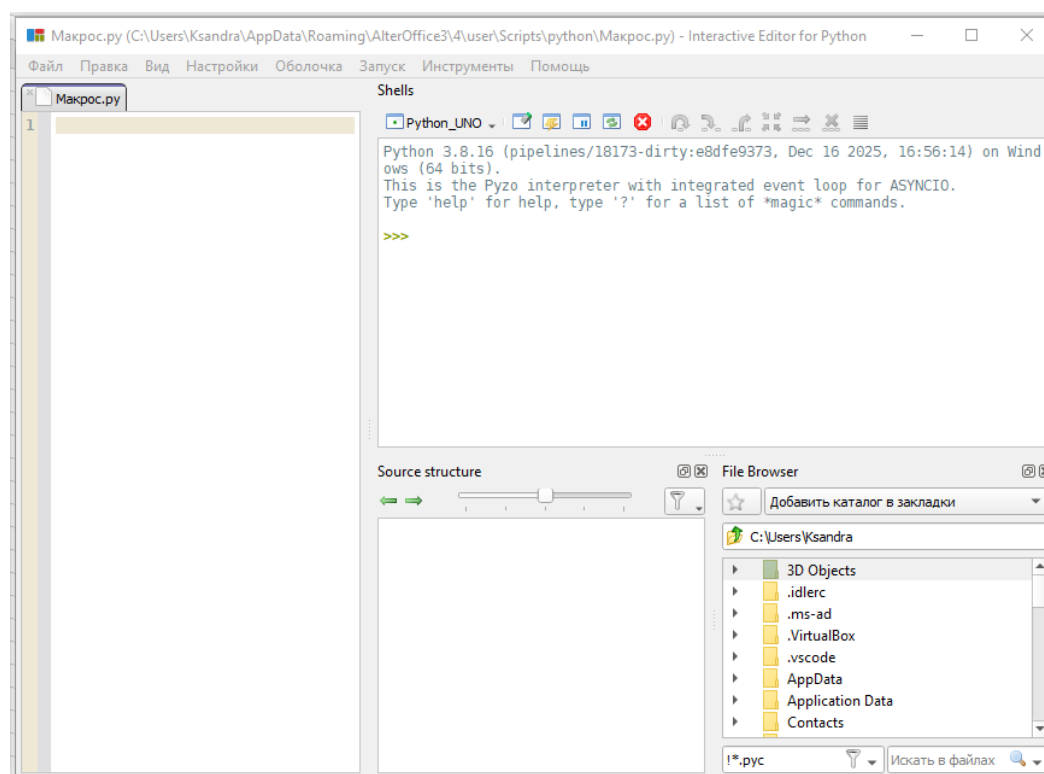 Макрос.py (C:\Users\Ksandra\AppData\Roaming\AlterOffice3\4\user\Scripts\python\Макрос.py) - Interactive Editor for Python
Файл Правка Вид Настройки Оболочка Запуск Инструменты Помощь
Макрос.py
1
Shells
Python_UNO
Python 3.8.16 (pipelines/18173-dirty:e8dfe9373, Dec 16 2025, 16:56:14) on Wind
ows (64 bits).
This is the Pyzo interpreter with integrated event loop for ASYNCIO.
Type 'help' for help, type '?' for a list of *magic* commands.
>>>
Source structure
File Browser
Добавить каталог в закладки
C:\Users\Ksandra
3D Objects
.idlerc
.ms-ad
.VirtualBox
.vscode
AppData
Application Data
Contacts
!*.pyc
Искать в файлах